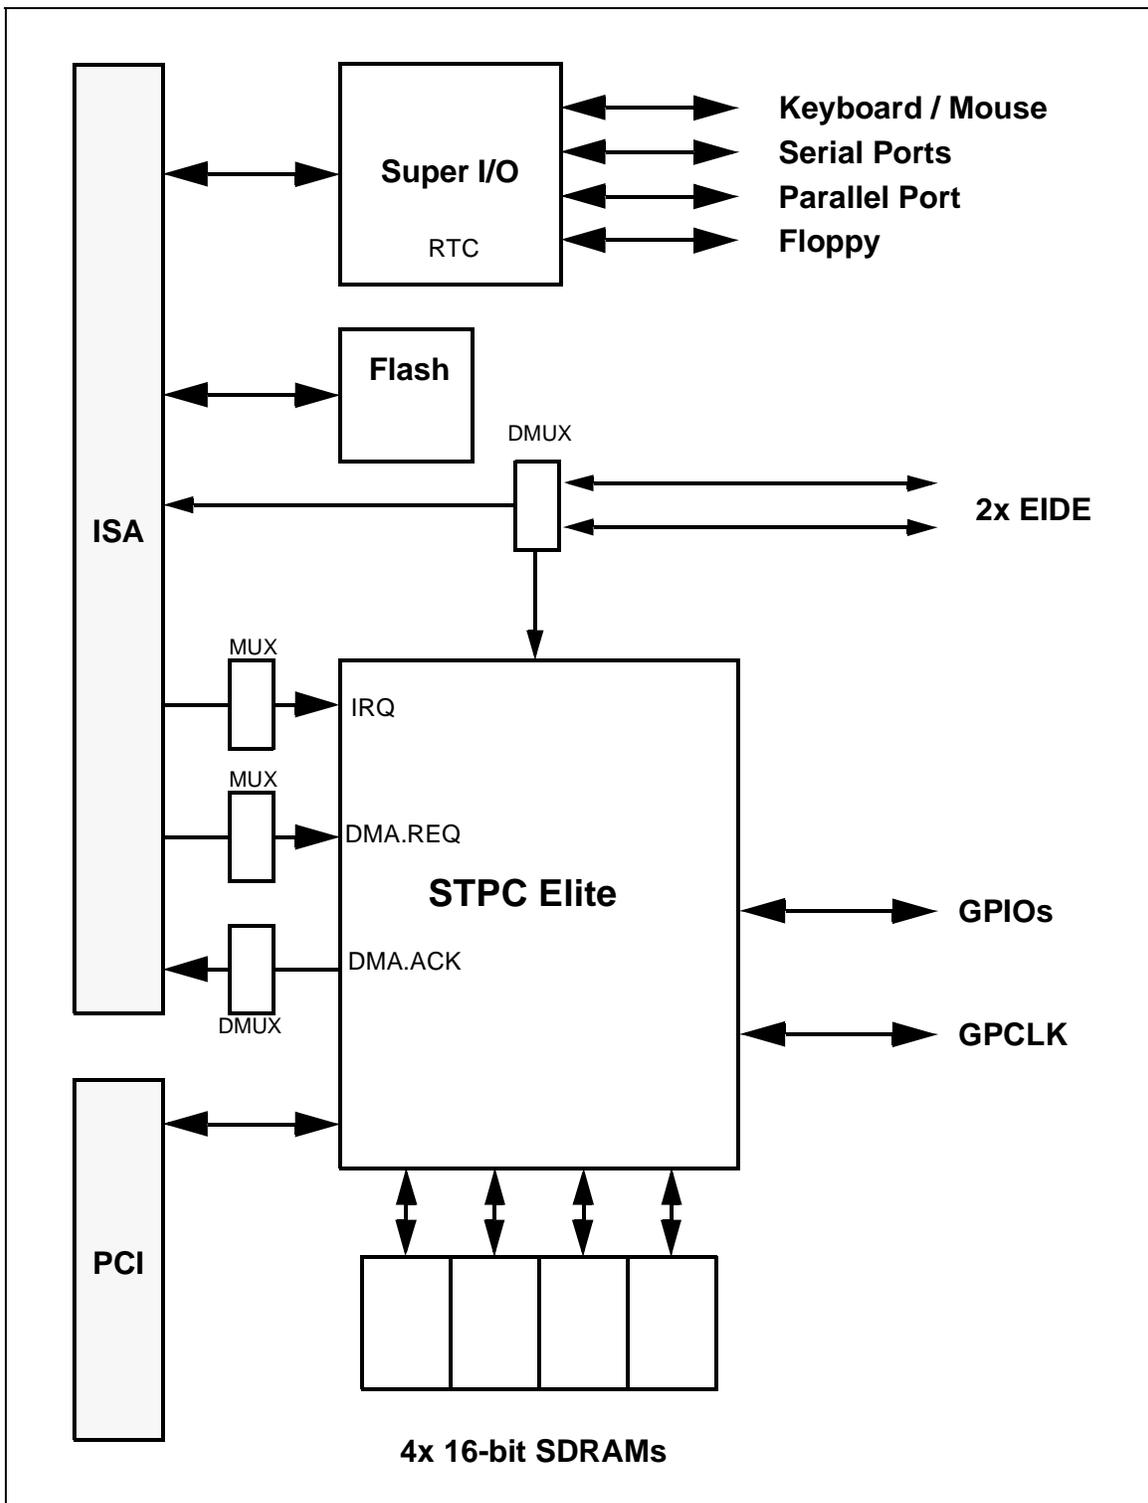 Keyboard / Mouse
Serial Ports
Super I/O
Parallel Port
RTC
Floppy
Flash
DMUX
2x EIDE
ISA
MUX
IRQ
MUX
DMA.REQ
STPC Elite
GPIOs
DMA.ACK
DMUX
GPCLK
PCI
4x 16-bit SDRAMs